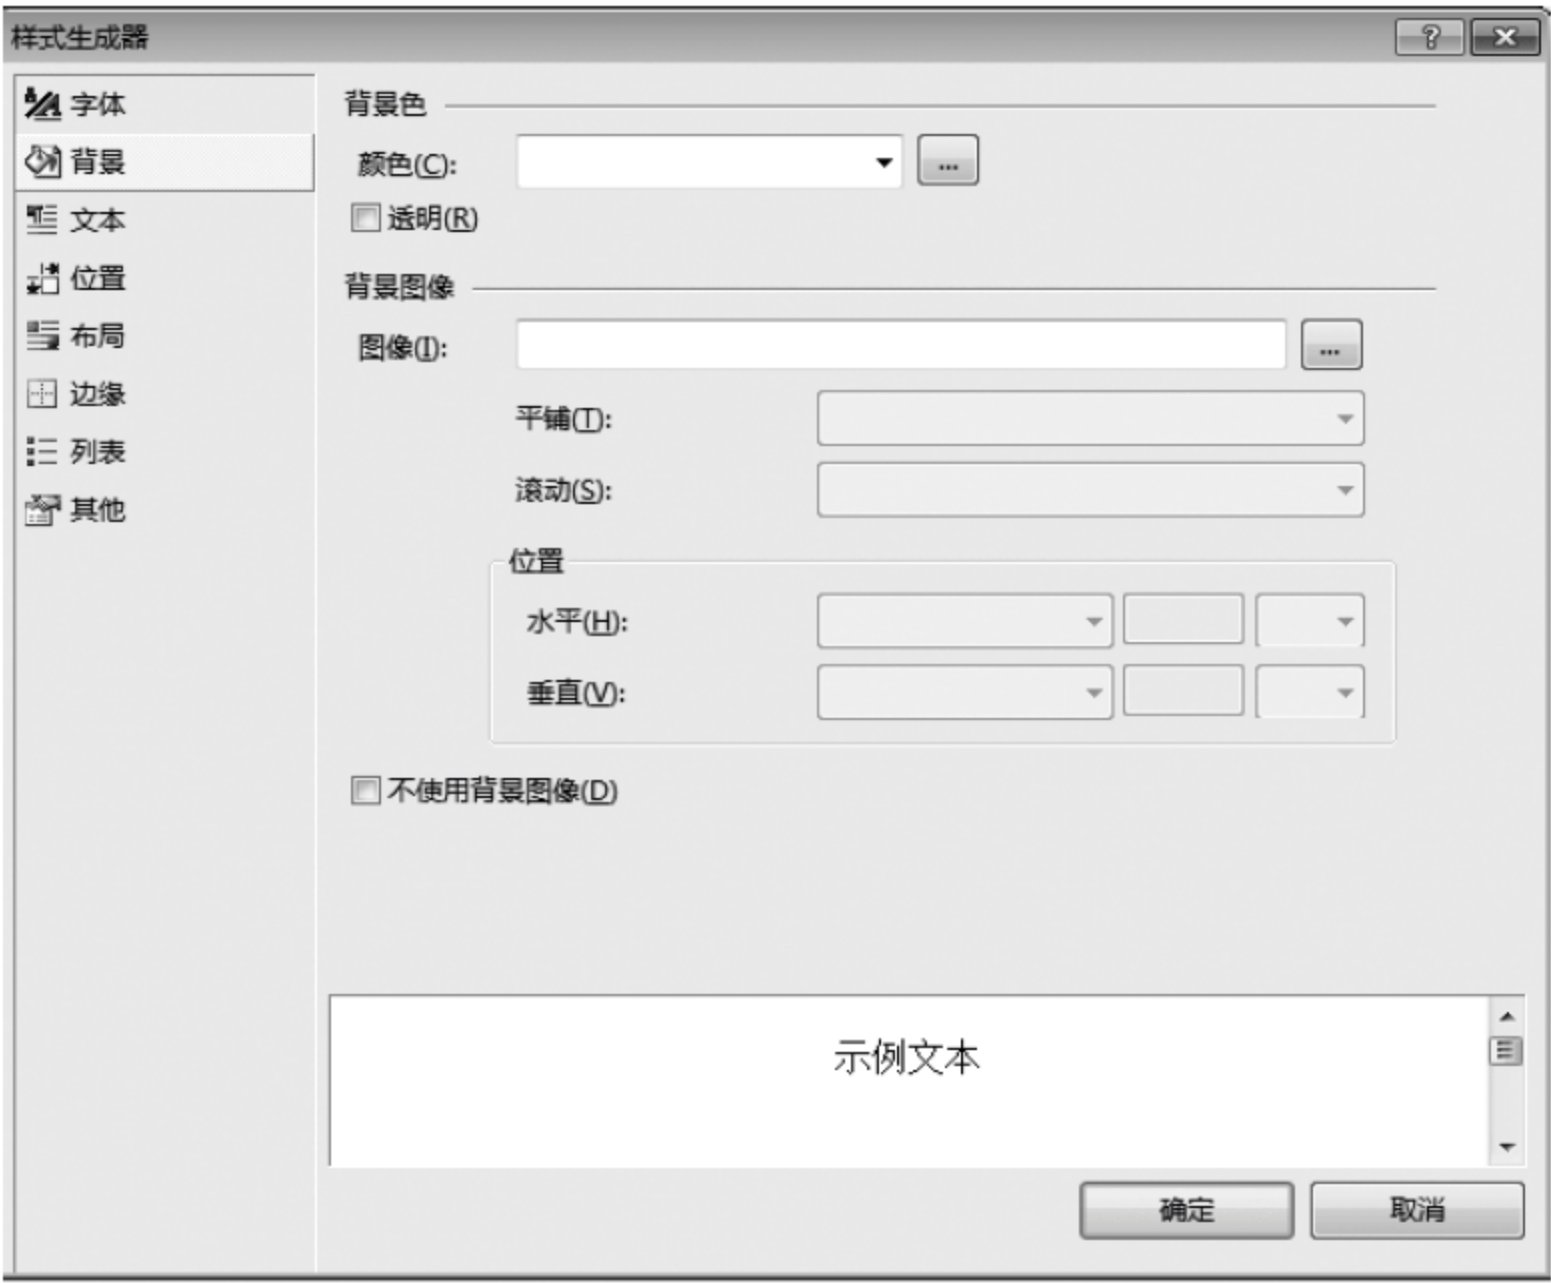 样式生成器
字体
背景
文本
位置
布局
边缘
列表
其他
背景色
颜色(C):
...
透明(R)
背景图像
图像(I):
...
平铺(T):
滚动(S):
位置
水平(H):
垂直(V):
不使用背景图像(D)
示例文本
确定
取消